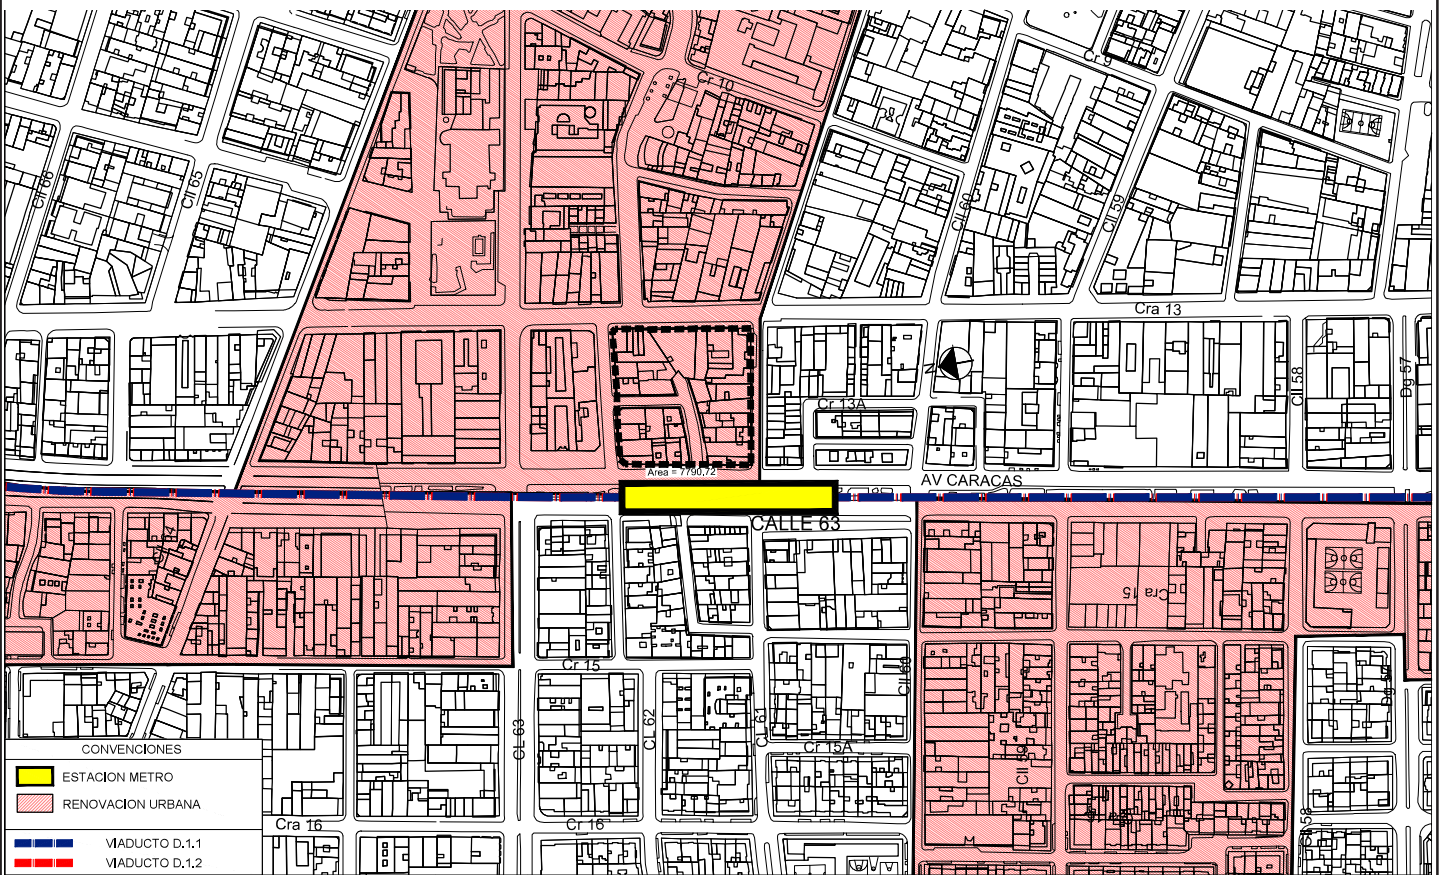 Cr 9
Cr 10
Cll 66
Cll 65
Cll 60
Cll 59
Cra 13
N
Cll 58
Dg 57
Cr 13A
Area = 7790,72
AV CARACAS
CALLE 63
Cll 64
Cra 15
Cr 15
Cll 60
CL 63
CL 62
CL 61
Cr 15A
Cll 59
Cra 16
Cr 16
Cll 58
CONVENCIONES
ESTACION METRO
RENOVACION URBANA
VIADUCTO D.1.1
VIADUCTO D.1.2